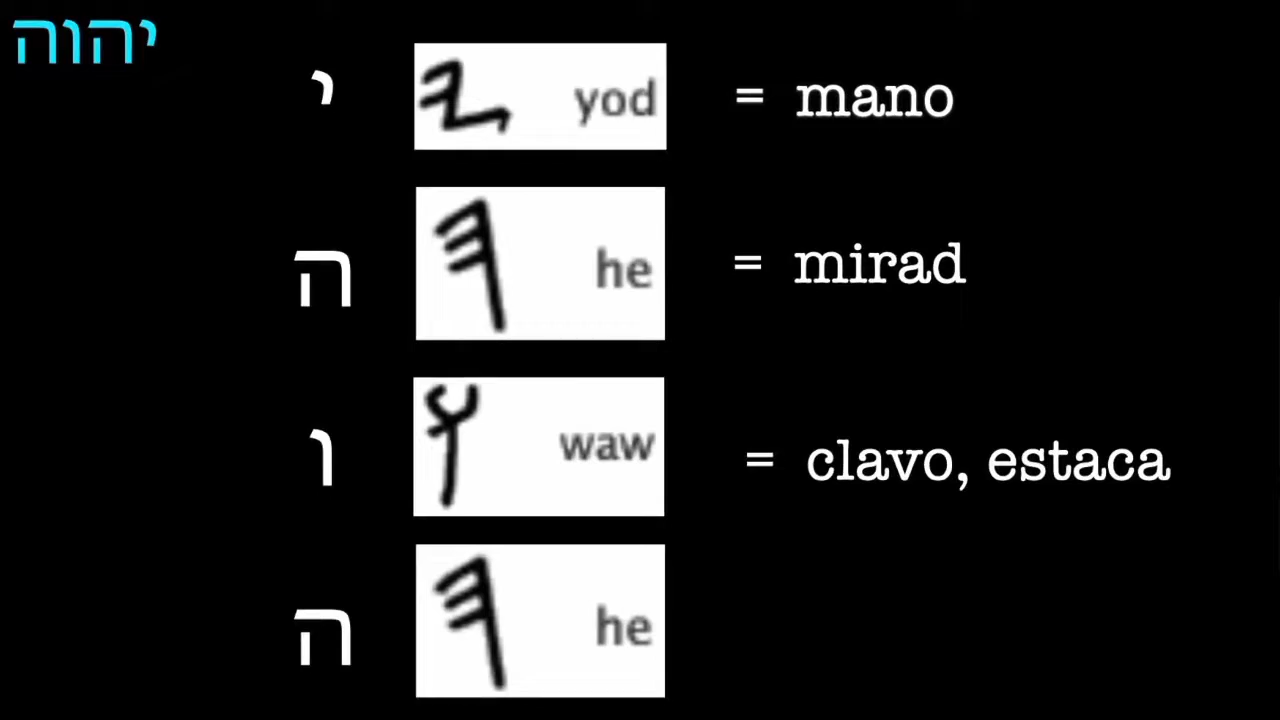 יהוה
י 𐤉 yod = mano
ה 𐤄 he = mirad
ו 𐤅 waw = clavo, estaca
ה 𐤄 he